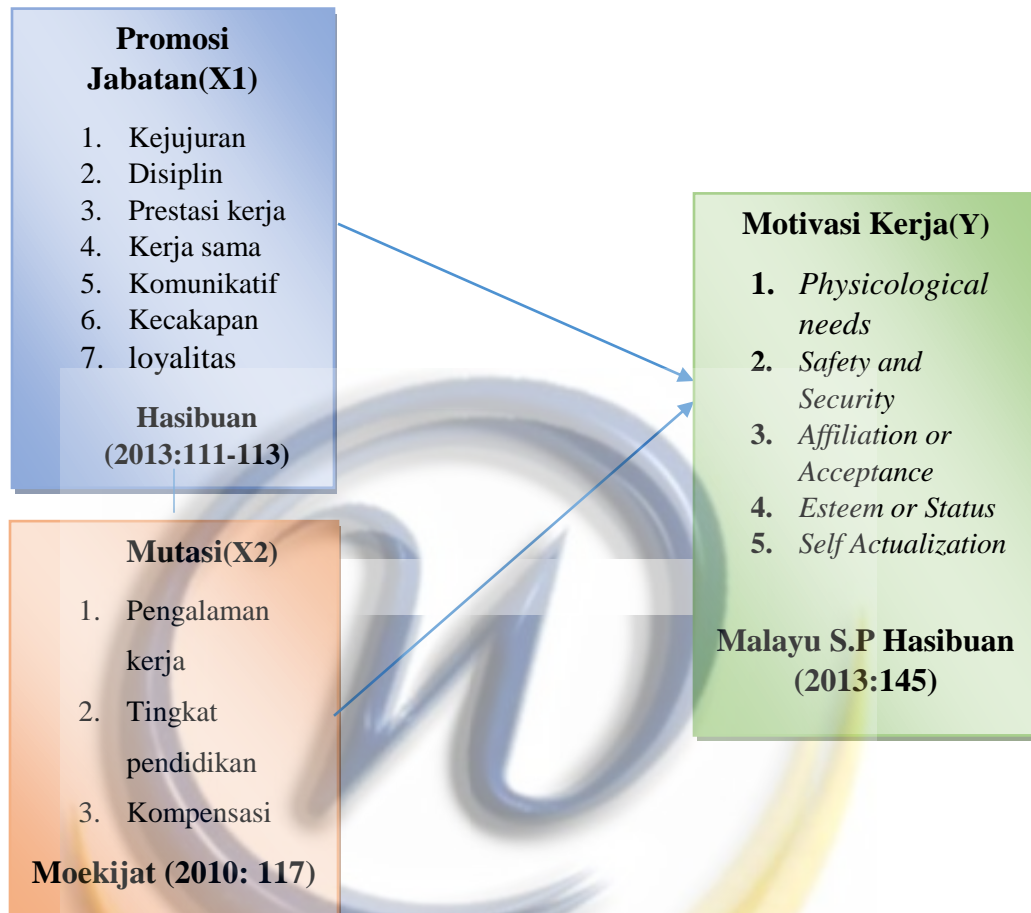 Promosi
Jabatan(X1)
1. Kejujuran
2. Disiplin
3. Prestasi kerja
4. Kerja sama
5. Komunikatif
6. Kecakapan
7. loyalitas
Hasibuan
(2013:111-113)
Mutasi(X2)
1. Pengalaman
kerja
2. Tingkat
pendidikan
3. Kompensasi
Moekijat (2010: 117)
Motivasi Kerja(Y)
1. Physicological
needs
2. Safety and
Security
3. Affiliation or
Acceptance
4. Esteem or Status
5. Self Actualization
Malayu S.P Hasibuan
(2013:145)